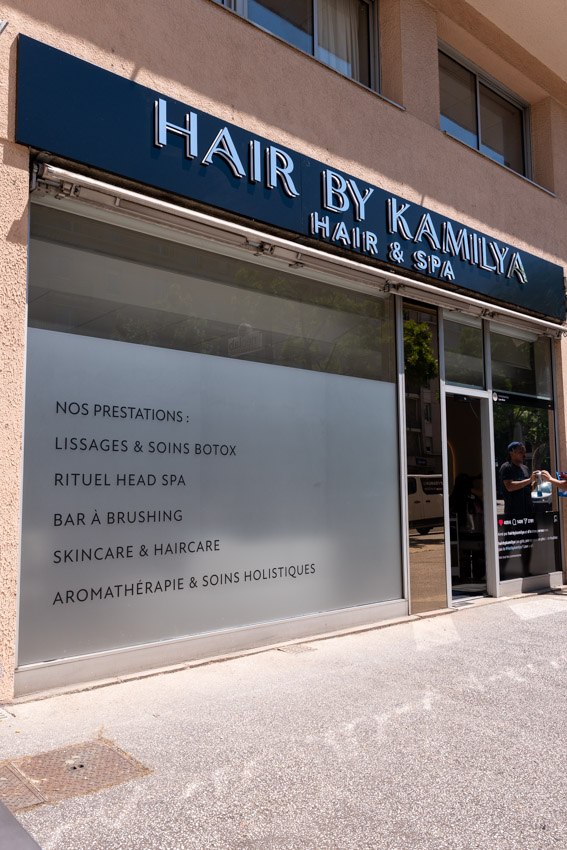 HAIR BY KAMILYA
HAIR & SPA
NOS PRESTATIONS :
LISSAGES & SOINS BOTOX
RITUEL HEAD SPA
BAR À BRUSHING
SKINCARE & HAIRCARE
AROMATHÉRAPIE & SOINS HOLISTIQUES